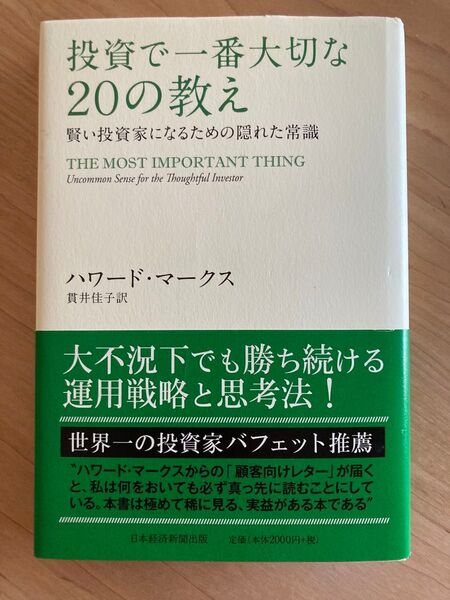 投資で一番大切な
20の教え
賢い投資家になるための隠れた常識
THE MOST IMPORTANT THING
Uncommon Sense for the Thoughtful Investor
ハワード・マークス
貫井佳子訳
大不況下でも勝ち続ける
運用戦略と思考法！
世界一の投資家バフェット推薦
"ハワード・マークスからの「顧客向けレター」が届く
と、私は何をおいても必ず真っ先に読むことにして
いる。本書は極めて稀に見る、実益がある本である"
日本経済新聞出版
定価（本体2000円+税）